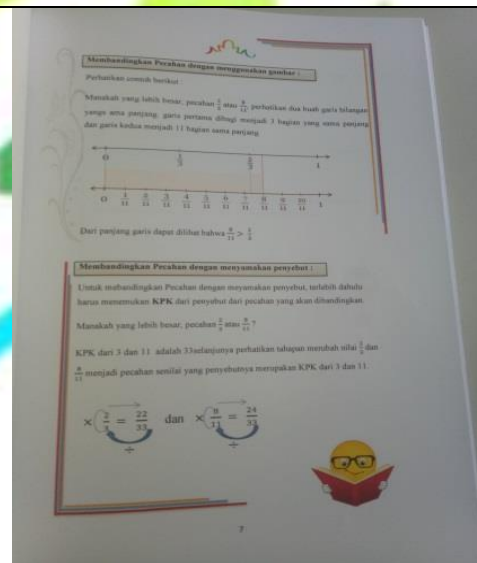 Membandingkan Pecahan dengan menggunakan gambar :
Perhatikan contoh berikut :
Manakah yang lebih besar, pecahan 2/3 atau 8/11, perhatikan dua buah garis bilangan
yange ama panjang, garis pertama dibagi menjadi 3 bagian yang sama panjang
dan garis kedua menjadi 11 bagian sama panjang
0 1/3 2/3 1
0 1/11 2/11 3/11 4/11 5/11 6/11 7/11 8/11 9/11 10/11 1
Dari panjang garis dapat dilihat bahwa 8/11 > 2/3
Membandingkan Pecahan dengan menyamakan penyebut :
Untuk mebandingkan Pecahan dengan meyamakan penyebut, terlebih dahulu
harus menemukan KPK dari penyebut dari pecahan yang akan dibandingkan
Manakah yang lebih besar, pecahan 2/3 atau 8/11 ?
KPK dari 3 dan 11 adalah 33selanjunya perhatikan tahapan merubah nilai 2/3 dan
8/11 menjadi pecahan senilai yang penyebutnya merupakan KPK dari 3 dan 11.
× 2/3 = 22/33 dan × 8/11 = 24/33
÷ ÷
7